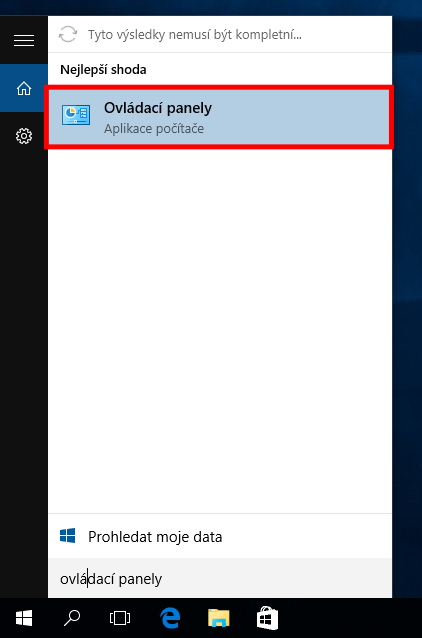 Tyto výsledky nemusí být kompletní...
Nejlepší shoda
Ovládací panely
Aplikace počítače
Prohledat moje data
ovládací panely